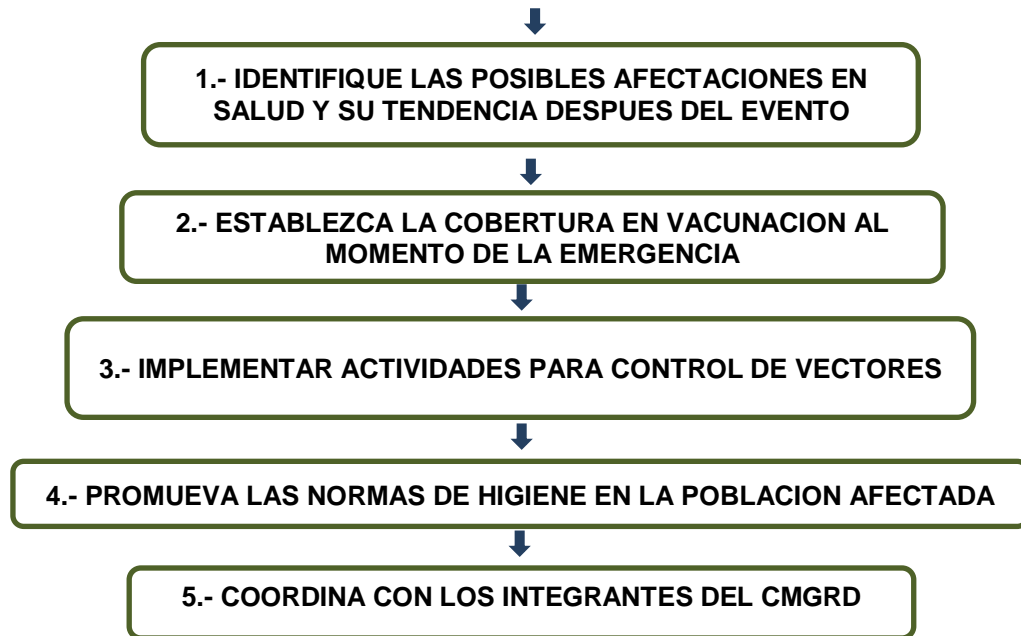 1.- IDENTIFIQUE LAS POSIBLES AFECTACIONES EN
SALUD Y SU TENDENCIA DESPUES DEL EVENTO
2.- ESTABLEZCA LA COBERTURA EN VACUNACION AL
MOMENTO DE LA EMERGENCIA
3.- IMPLEMENTAR ACTIVIDADES PARA CONTROL DE VECTORES
4.- PROMUEVA LAS NORMAS DE HIGIENE EN LA POBLACION AFECTADA
5.- COORDINA CON LOS INTEGRANTES DEL CMGRD